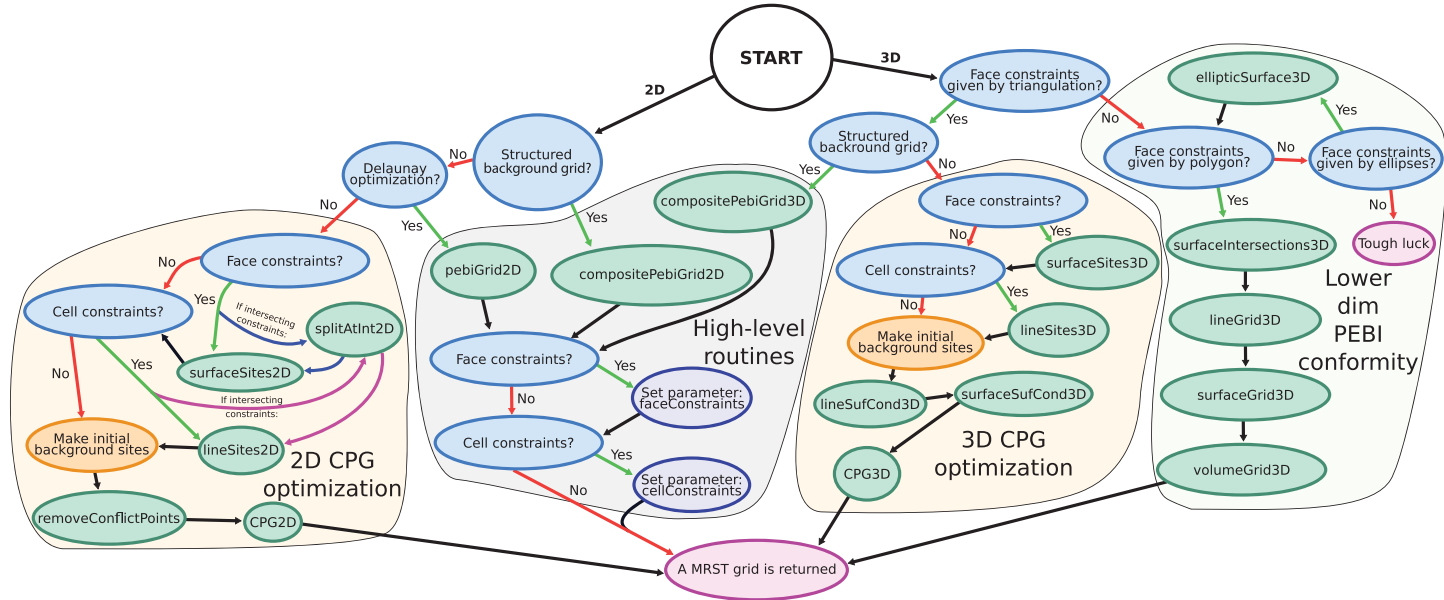 START
2D
3D
Face constraints
given by triangulation?
Yes
No
Structured
background grid?
No
Yes
Delaunay
optimization?
No
Yes
Structured
backround grid?
Yes
No
ellipticSurface3D
Yes
Face constraints
given by polygon?
No
Yes
Face constraints
given by ellipses?
No
Tough luck
surfaceIntersections3D
lineGrid3D
surfaceGrid3D
volumeGrid3D
Lower
dim
PEBI
conformity
Face constraints?
No
Yes
Cell constraints?
No
Yes
If intersecting
constraints:
splitAtInt2D
surfaceSites2D
If intersecting
constraints:
Make initial
background sites
lineSites2D
removeConflictPoints
CPG2D
2D CPG
optimization
compositePebiGrid3D
pebiGrid2D
compositePebiGrid2D
High-level
routines
Face constraints?
Yes
No
Set parameter:
faceConstraints
Cell constraints?
Yes
No
Set parameter:
cellConstraints
Face constraints?
No
Yes
surfaceSites3D
Cell constraints?
No
Yes
lineSites3D
Make initial
background sites
lineSufCond3D
surfaceSufCond3D
CPG3D
3D CPG
optimization
A MRST grid is returned